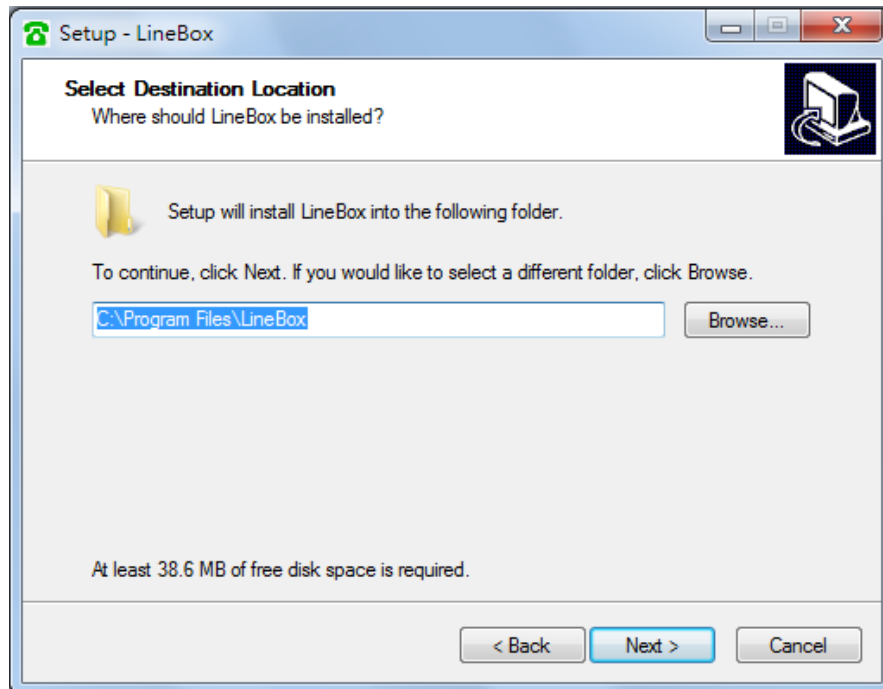 Setup - LineBox
Select Destination Location
Where should LineBox be installed?
Setup will install LineBox into the following folder.
To continue, click Next. If you would like to select a different folder, click Browse.
C:\Program Files\LineBox
Browse...
At least 38.6 MB of free disk space is required.
< Back
Next >
Cancel